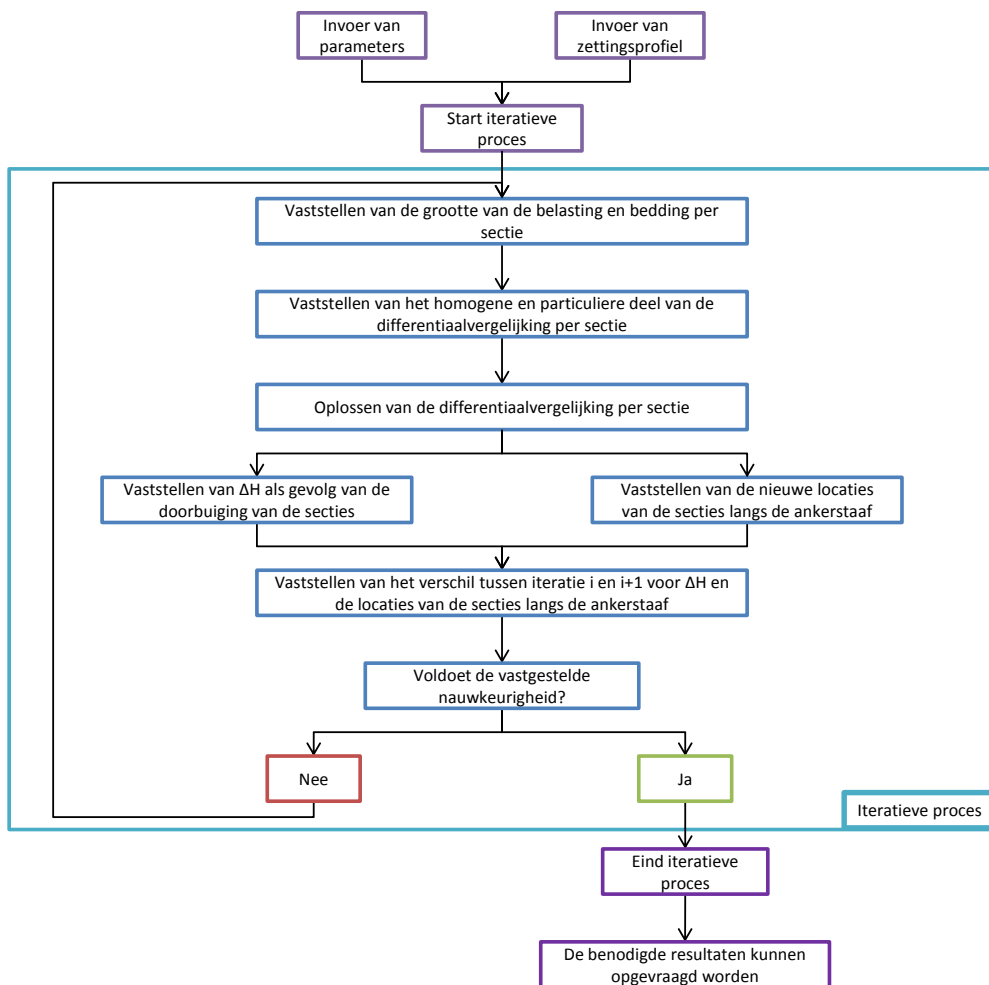 Invoer van
parameters
Invoer van
zettingsprofiel
Start iteratieve
proces
Vaststellen van de grootte van de belasting en bedding per
sectie
Vaststellen van het homogene en particuliere deel van de
differentiaalvergelijking per sectie
Oplossen van de differentiaalvergelijking per sectie
Vaststellen van ΔH als gevolg van de
doorbuiging van de secties
Vaststellen van de nieuwe locaties
van de secties langs de ankerstaaf
Vaststellen van het verschil tussen iteratie i en i+1 voor ΔH en
de locaties van de secties langs de ankerstaaf
Voldoet de vastgestelde
nauwkeurigheid?
Nee
Ja
Iteratieve proces
Eind iteratieve
proces
De benodigde resultaten kunnen
opgevraagd worden